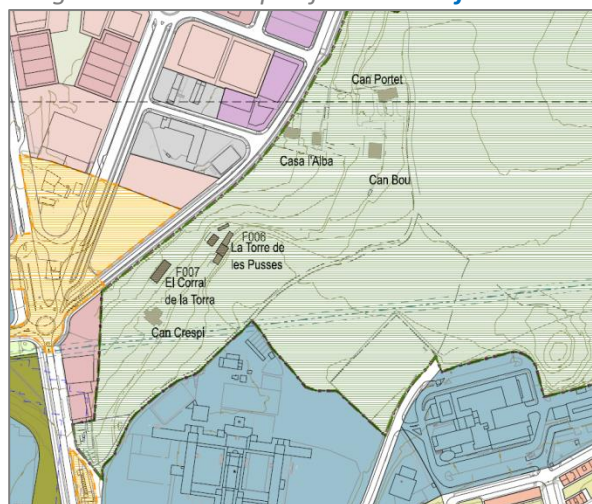 Can Portet
Casa l'Alba
Can Bou
F006
La Torre de
les Pusses
F007
El Corral
de la Torra
Can Crespi